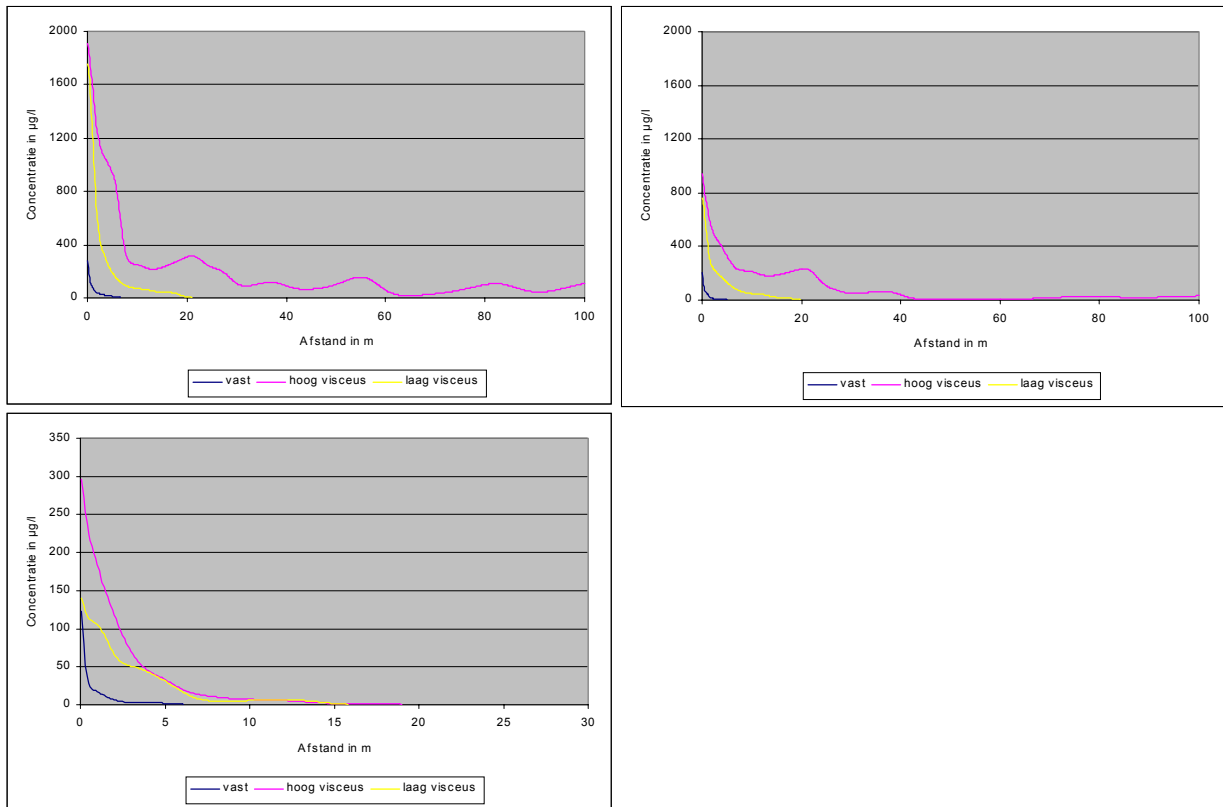 2000
1600
1200
800
400
0
Concentratie in µg/l
0 20 40 60 80 100
Afstand in m
vast hoog visceus laag visceus
2000
1600
1200
800
400
0
Concentratie in µg/l
0 20 40 60 80 100
Afstand in m
vast hoog visceus laag visceus
350
300
250
200
150
100
50
0
Concentratie in µg/l
0 5 10 15 20 25 30
Afstand in m
vast hoog visceus laag visceus